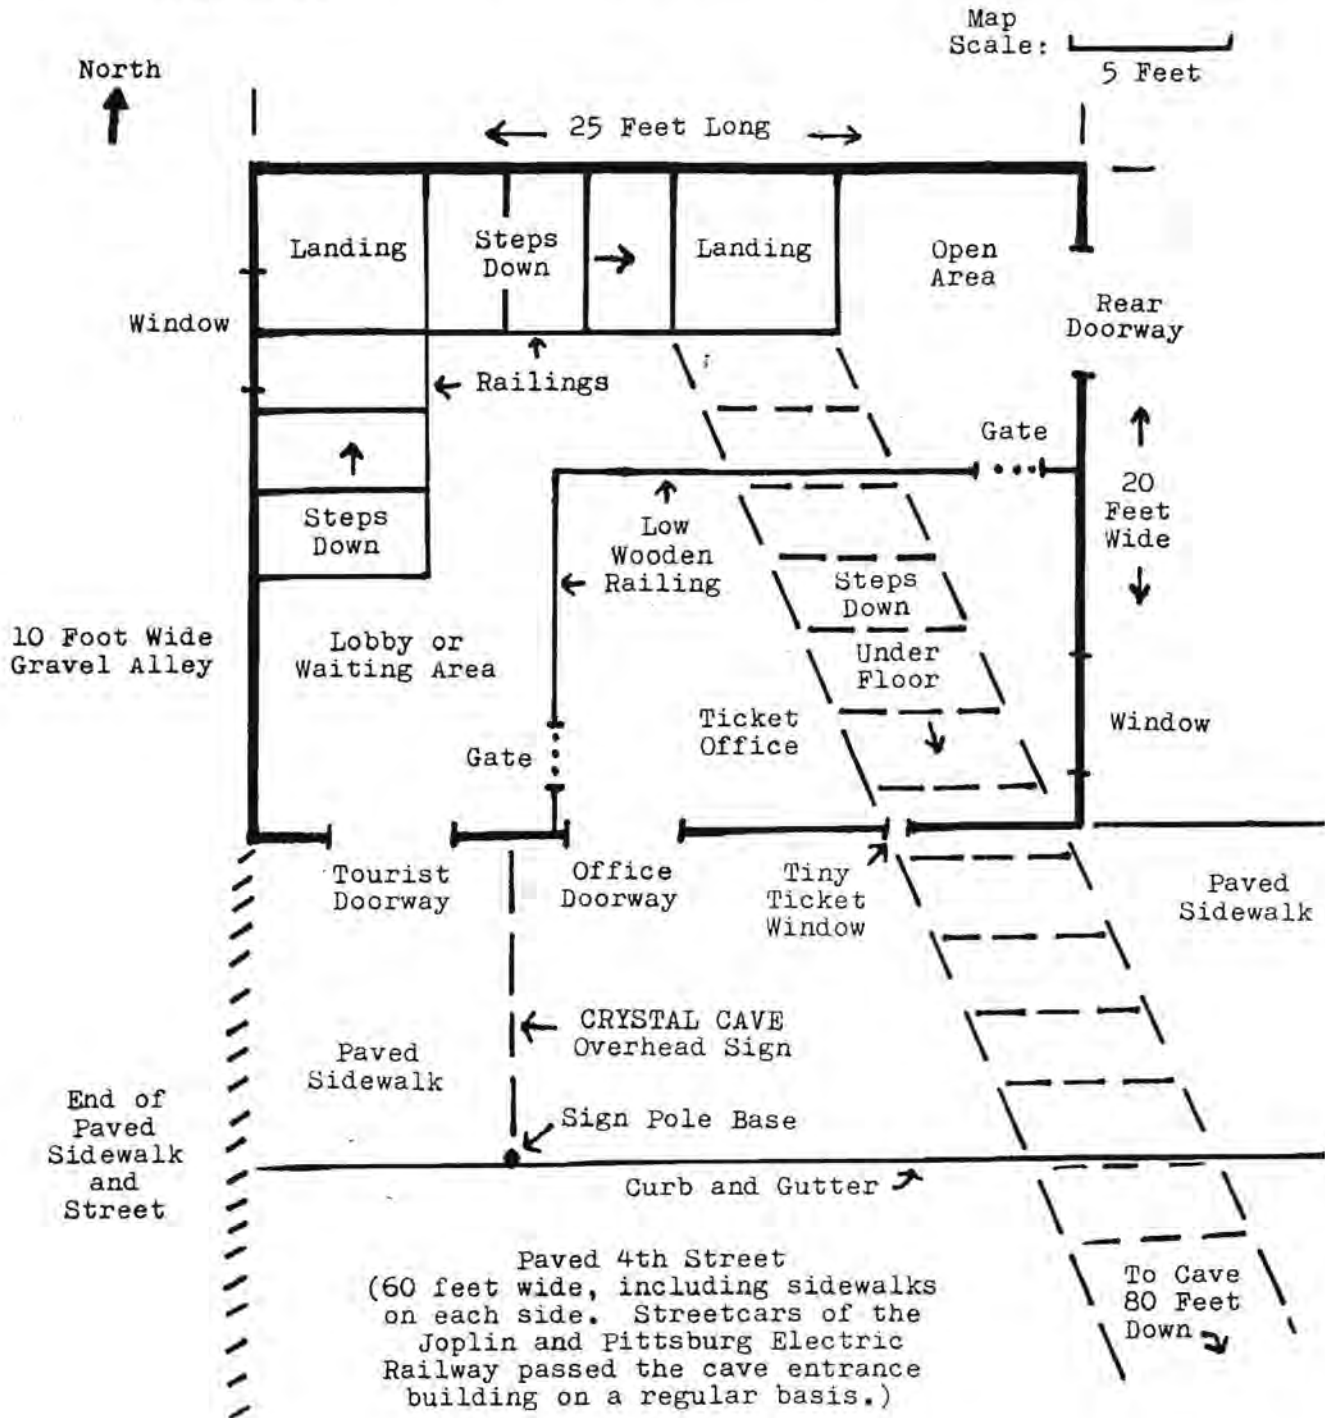 Map
Scale:
5 Feet
North
25 Feet Long
Landing
Steps
Down
Landing
Open
Area
Window
Rear
Doorway
Railings
Gate
20
Feet
Wide
Low
Wooden
Railing
Steps
Down
Steps
Down
Under
Floor
10 Foot Wide
Gravel Alley
Lobby or
Waiting Area
Ticket
Office
Window
Gate
Tourist
Doorway
Office
Doorway
Tiny
Ticket
Window
Paved
Sidewalk
CRYSTAL CAVE
Overhead Sign
Paved
Sidewalk
End of
Paved
Sidewalk
and
Street
Sign Pole Base
Curb and Gutter
Paved 4th Street
(60 feet wide, including sidewalks
on each side. Streetcars of the
Joplin and Pittsburg Electric
Railway passed the cave entrance
building on a regular basis.)
To Cave
80 Feet
Down